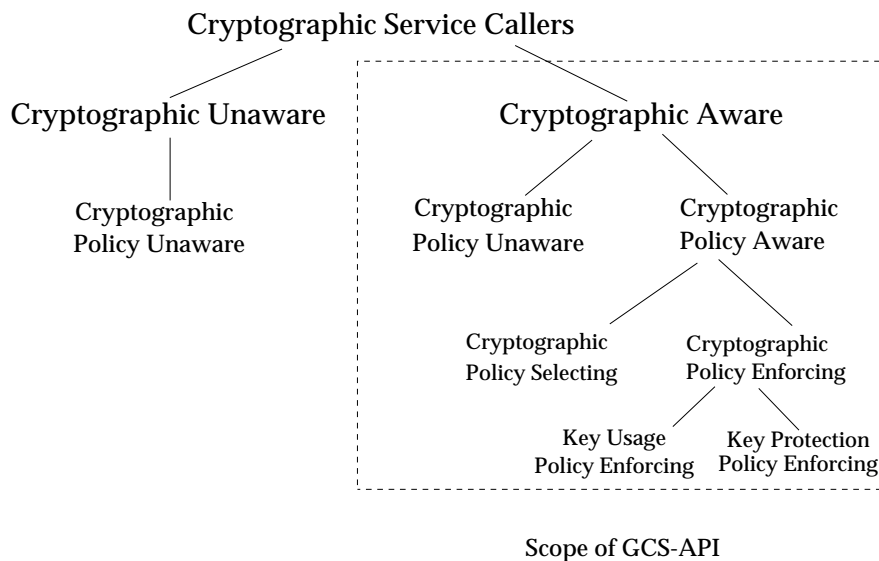 Cryptographic Service Callers
Cryptographic Unaware
Cryptographic Aware
Cryptographic
Policy Unaware
Cryptographic
Policy Unaware
Cryptographic
Policy Aware
Cryptographic
Policy Selecting
Cryptographic
Policy Enforcing
Key Usage
Policy Enforcing
Key Protection
Policy Enforcing
Scope of GCS-API